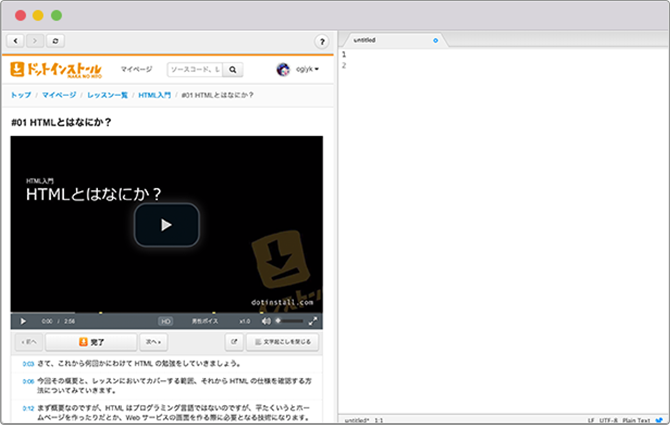 ?
untitled
ドットインストール
NAKA NO HITO
マイページ
ソースコード、L
ogiyk
トップ / マイページ / レッスン一覧 / HTML入門 / #01 HTMLとはなにか？
#01 HTMLとはなにか？
HTML入門
HTMLとはなにか？
dotinstall.com
0:00 / 2:56
HD
男性ボイス
x1.0
« 前へ
完了
次へ »
文字起こしを閉じる
0:03 さて、これから何回かにわけて HTML の勉強をしていきましょう。
0:06 今回その概要と、レッスンにおいてカバーする範囲、それから HTML の仕様を確認する方
法についてみていきます。
0:12 まず概要なのですが、HTML はプログラミング言語ではないのですが、平たくいうとホー
ムページを作ったりだとか、Web サービスの画面を作る際に必要となる技術になります。
1
2
untitled* 1:1
LF UTF-8 Plain Text